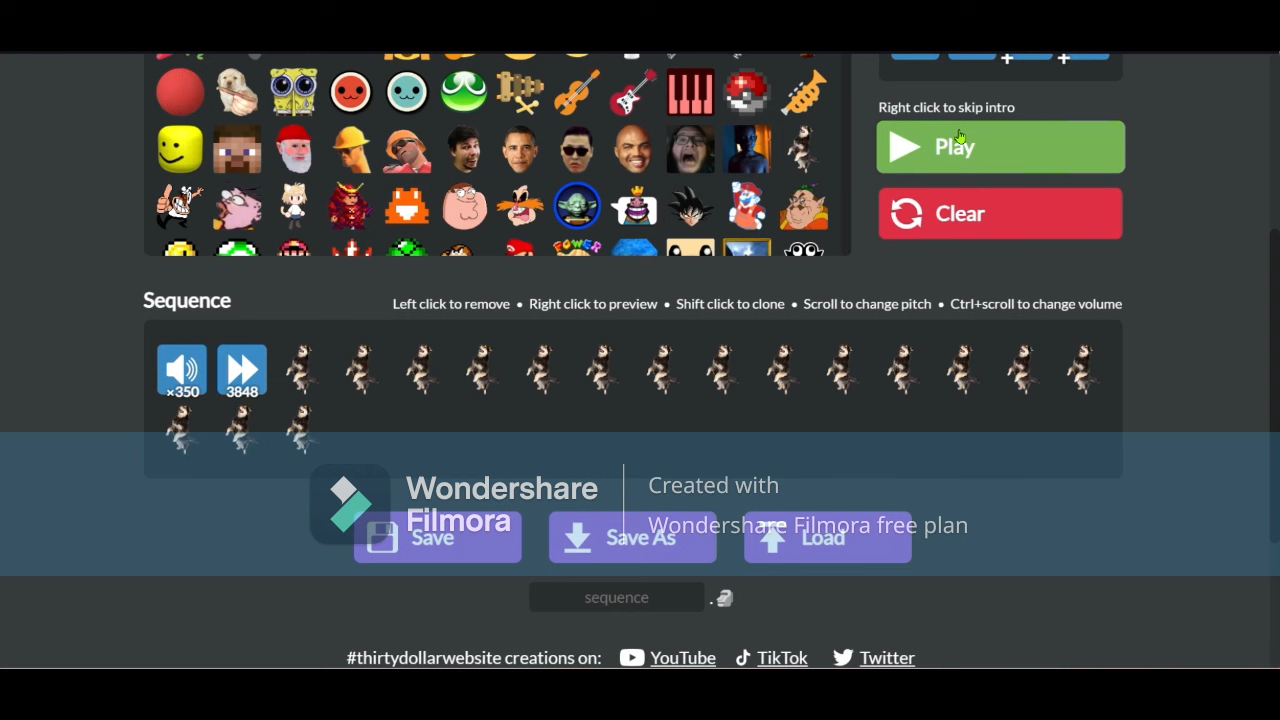 Right click to skip intro
Play
Clear
POWER
Sequence
Left click to remove • Right click to preview • Shift click to clone • Scroll to change pitch • Ctrl+scroll to change volume
×350
3848
Wondershare
Filmora
Created with
Wondershare Filmora free plan
Save
Save As
Load
sequence
#thirtydollarwebsite creations on: YouTube TikTok Twitter